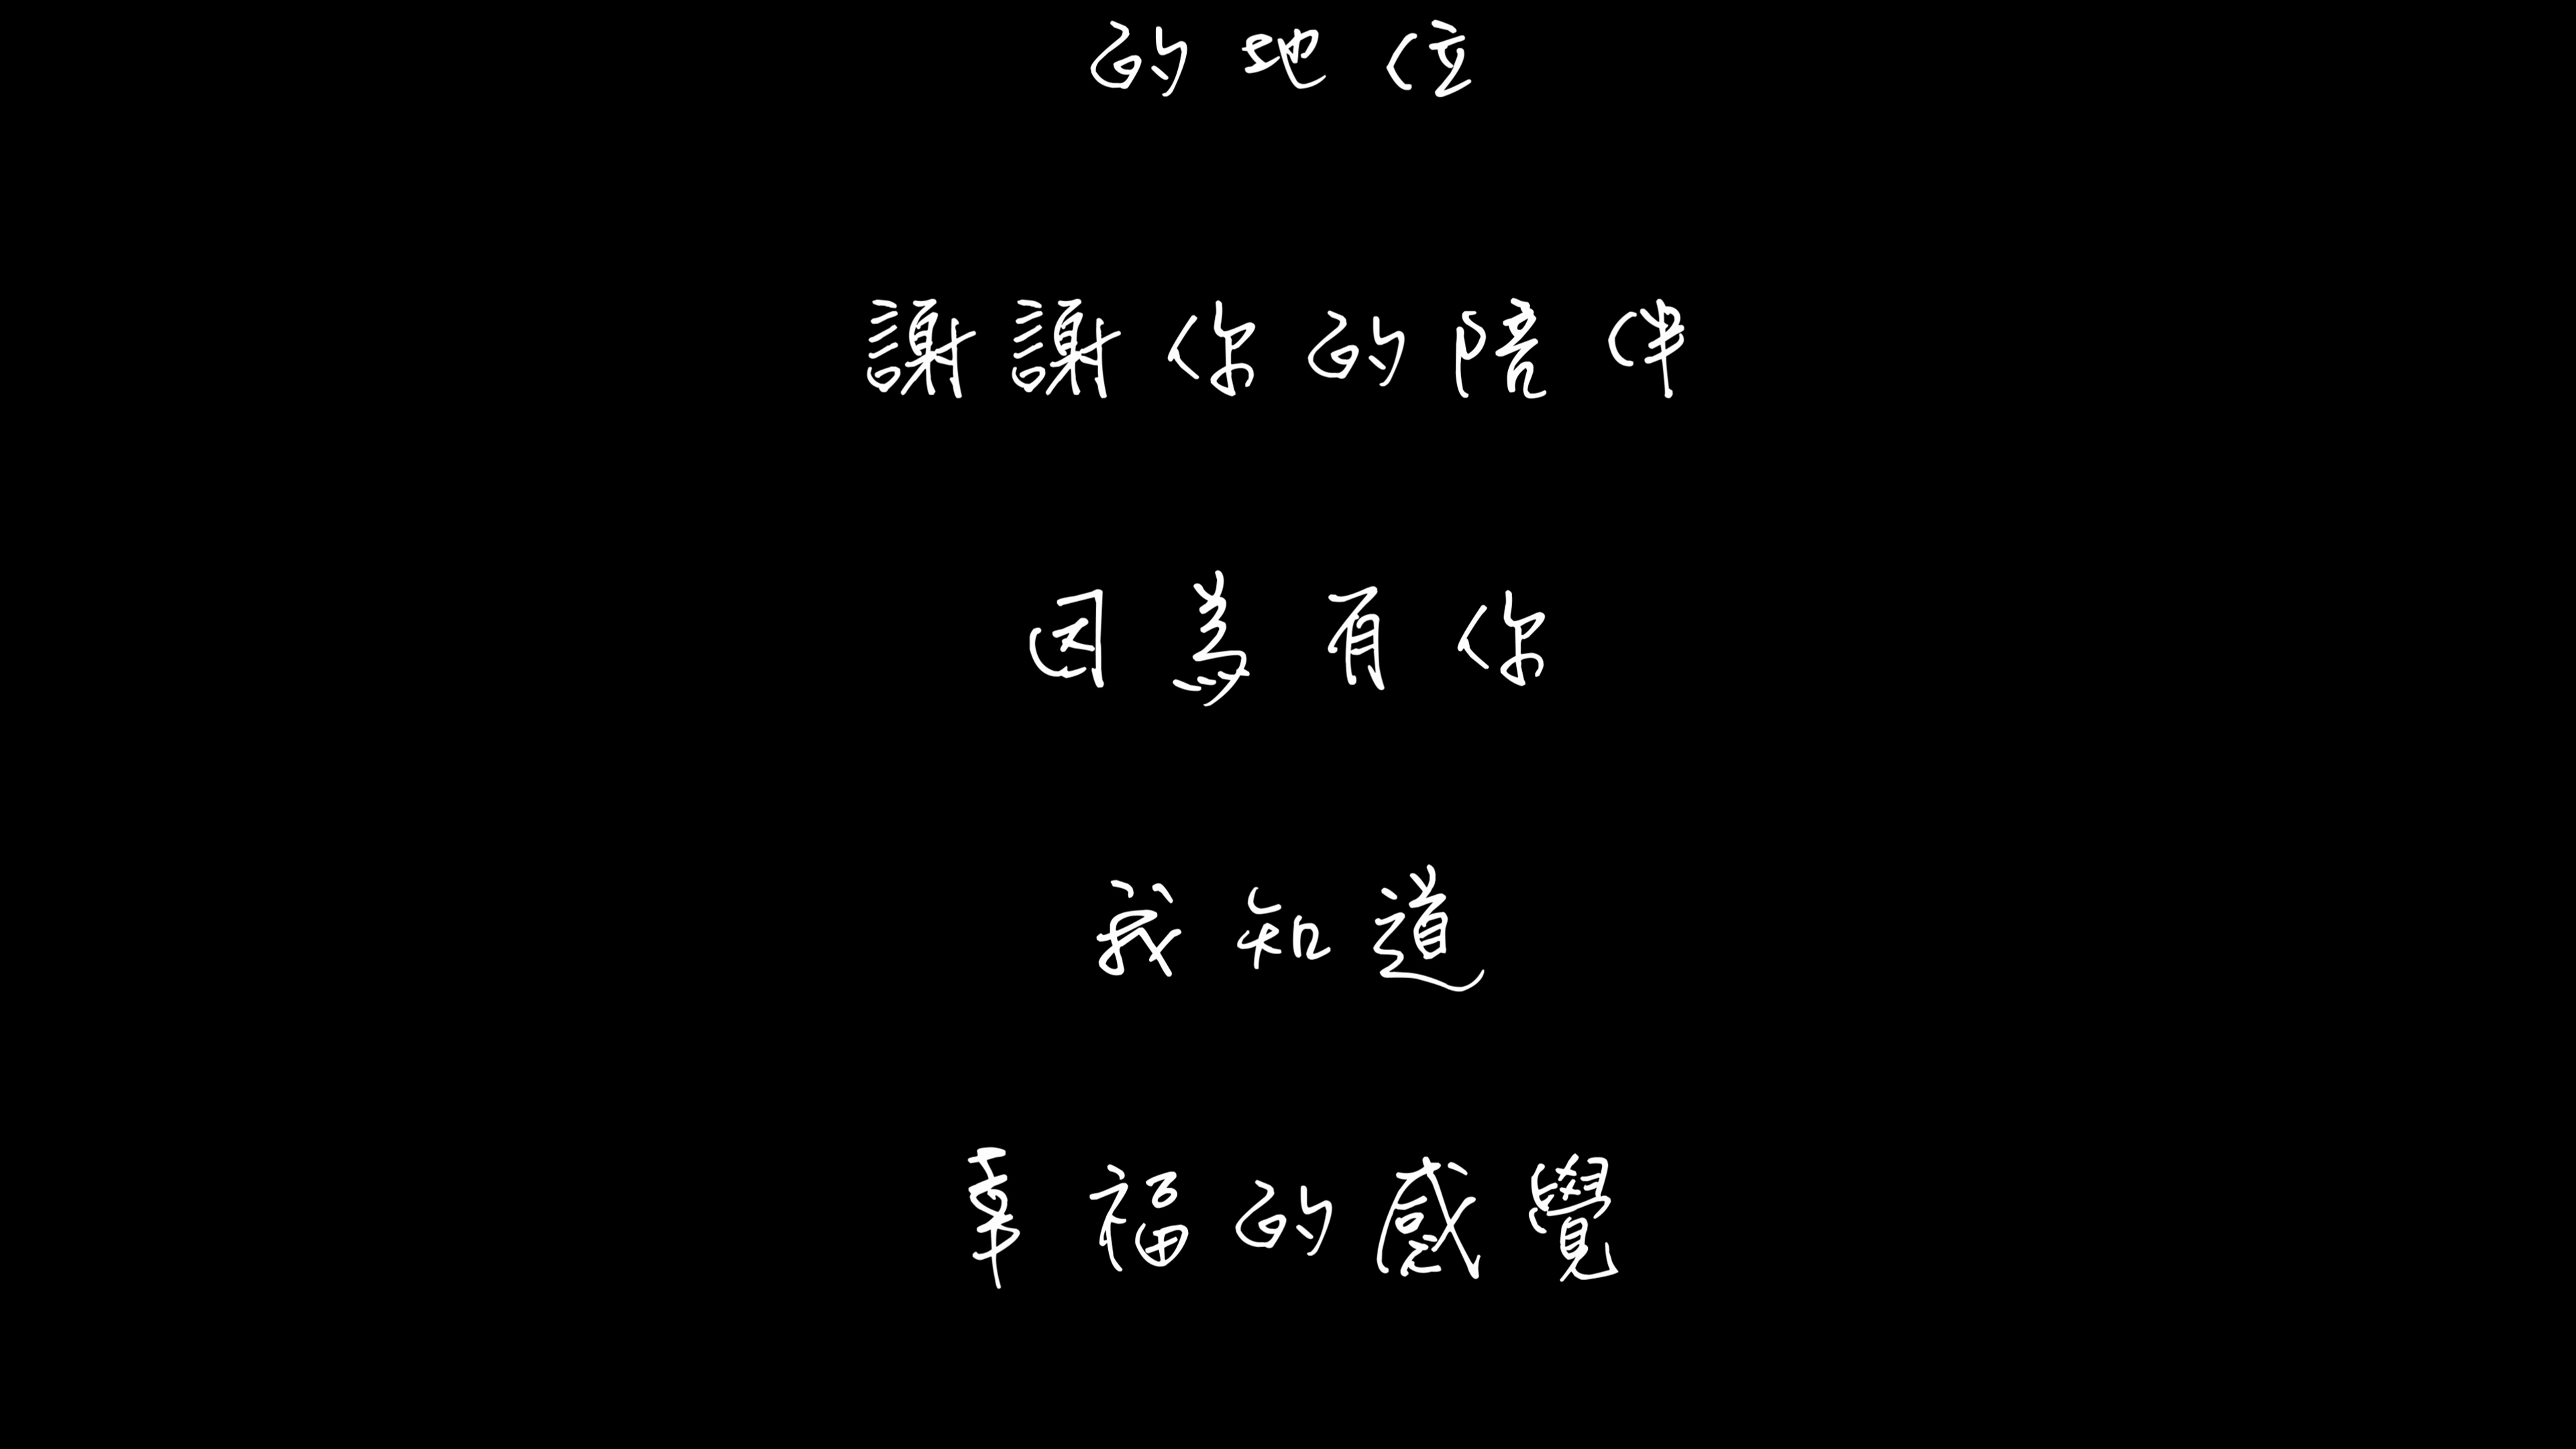 的地位
謝謝你的陪伴
因為有你
我知道
幸福的感覺